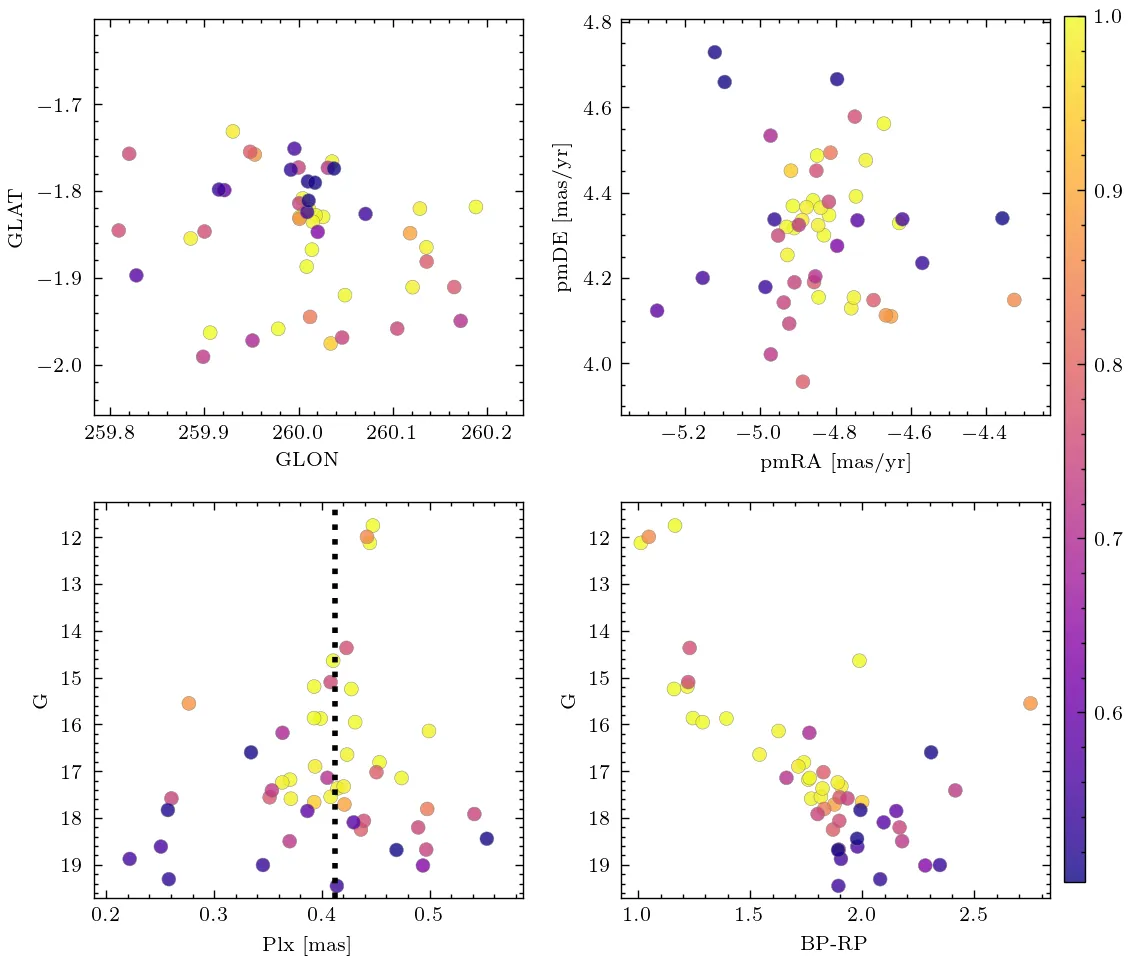 −1.7
−1.8
−1.9
−2.0
GLAT
259.8 259.9 260.0 260.1 260.2
GLON
4.8
4.6
4.4
4.2
4.0
pmDE [mas/yr]
−5.2 −5.0 −4.8 −4.6 −4.4
pmRA [mas/yr]
12
13
14
15
16
17
18
19
G
0.2 0.3 0.4 0.5
Plx [mas]
12
13
14
15
16
17
18
19
G
1.0 1.5 2.0 2.5
BP-RP
1.0
0.9
0.8
0.7
0.6